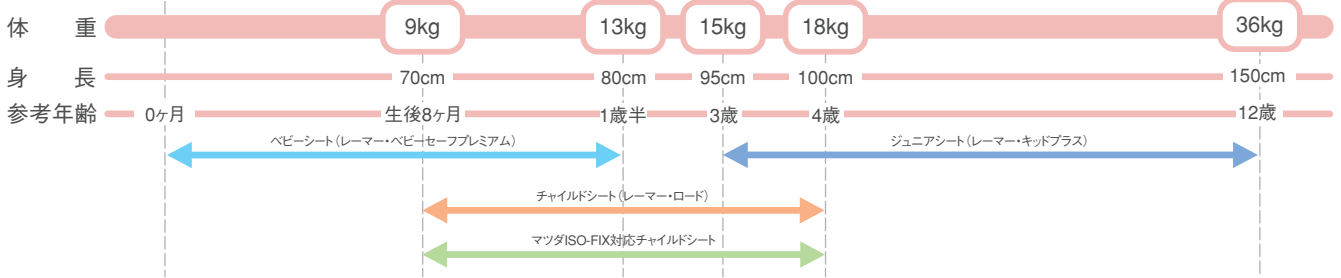 体重 9kg 13kg 15kg 18kg 36kg
身長 70cm 80cm 95cm 100cm 150cm
参考年齢 0ヶ月 生後8ヶ月 1歳半 3歳 4歳 12歳
ベビーシート（レーマー・ベビーセーフプレミアム） ジュニアシート（レーマー・キッドプラス）
チャイルドシート（レーマー・ロード）
マツダISO-FIX対応チャイルドシート